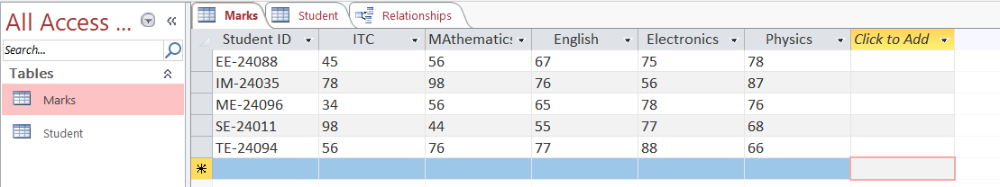 All Access ...
Search...
Tables
Marks
Student
Marks Student Relationships
Student ID ITC MAthematics English Electronics Physics Click to Add
EE-24088 45 56 67 75 78
IM-24035 78 98 76 56 87
ME-24096 34 56 65 78 76
SE-24011 98 44 55 77 68
TE-24094 56 76 77 88 66